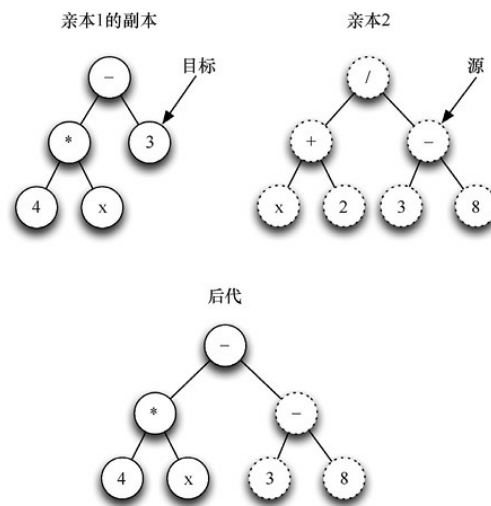 亲本1的副本 亲本2
目标 源
- /
* 3 + -
4 x x 2 3 8
后代
-
* -
4 x 3 8